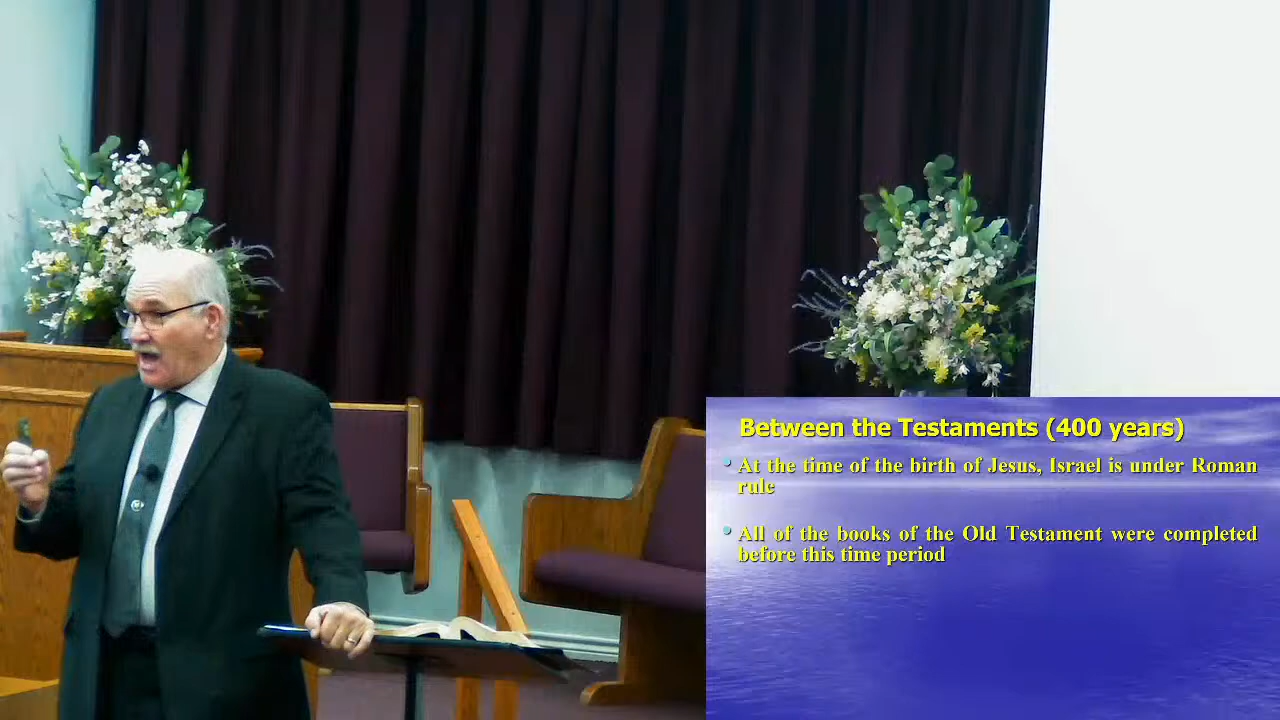 Between the Testaments (400 years)
• At the time of the birth of Jesus, Israel is under Roman
rule
• All of the books of the Old Testament were completed
before this time period